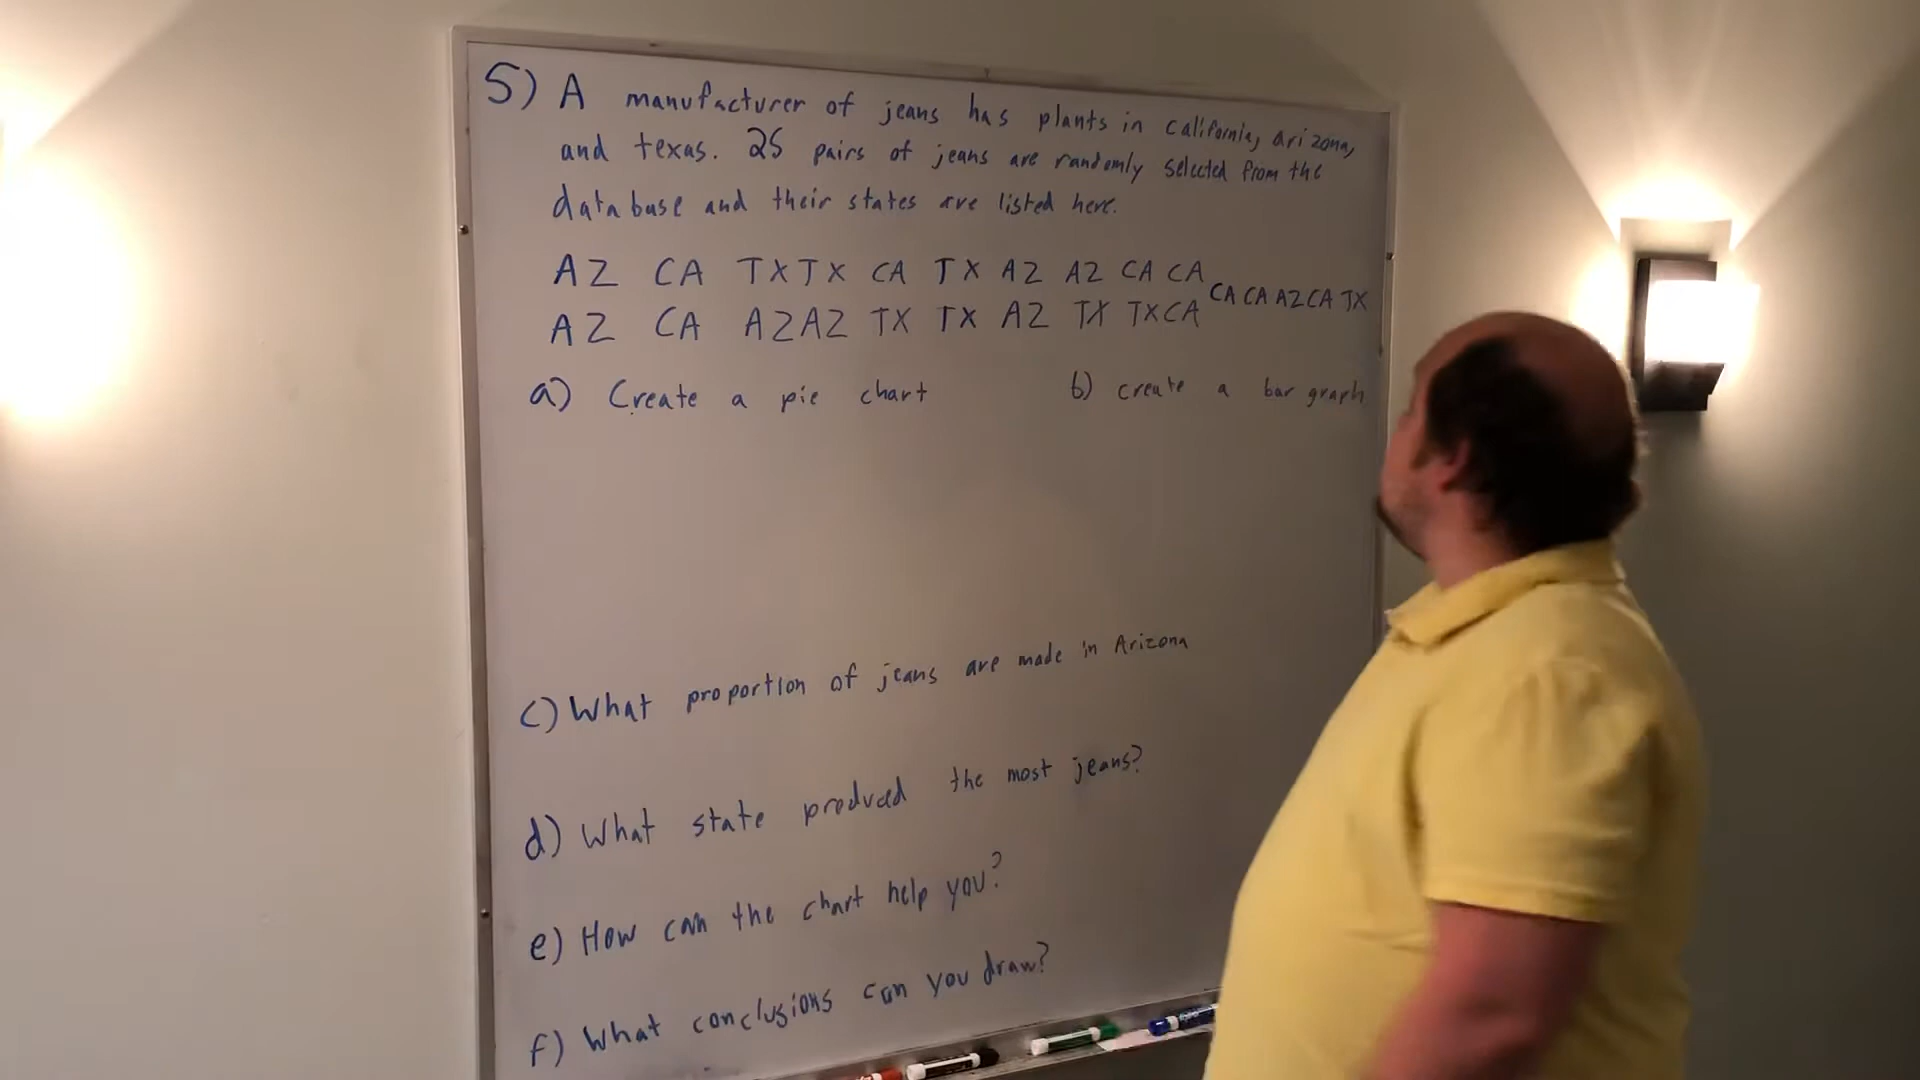 5) A manufacturer of jeans has plants in california, arizona,
and texas. 25 pairs of jeans are randomly selected from the
database and their states are listed here.
AZ CA TX TX CA TX AZ AZ CA CA
CA CA AZ CA TX
AZ CA AZ AZ TX TX AZ TX TX CA
a) Create a pie chart
b) create a bar graph
c) What proportion of jeans are made in Arizona
d) What state produced the most jeans?
e) How can the chart help you?
f) What conclusions can you draw?